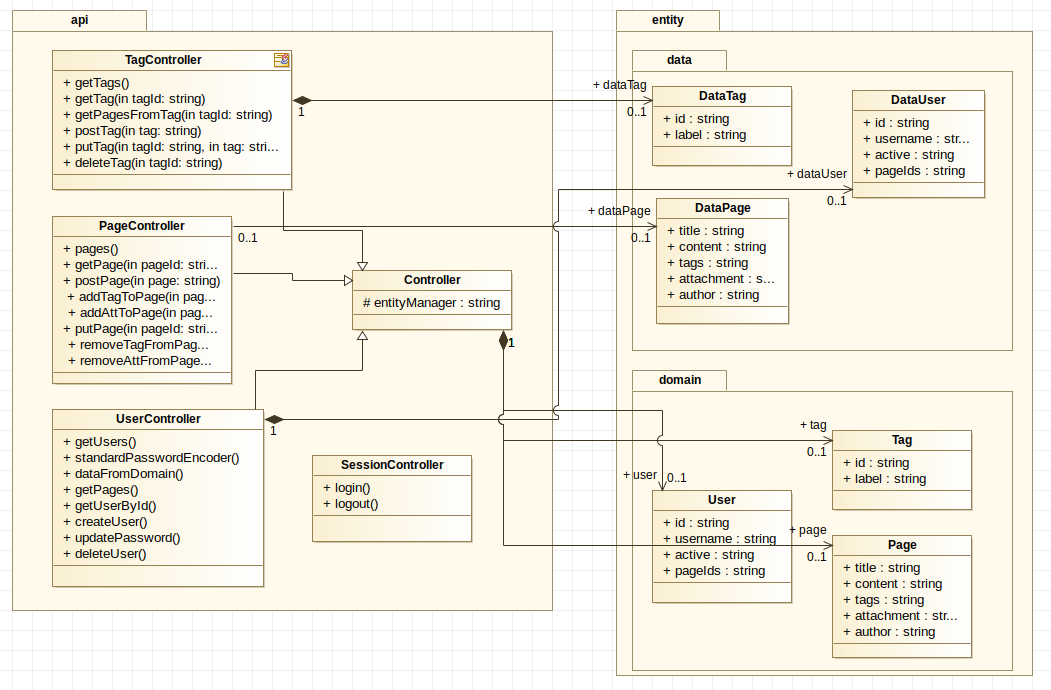 api
TagController
+ getTags()
+ getTag(in tagId: string)
+ getPagesFromTag(in tagId: string)
+ postTag(in tag: string)
+ putTag(in tagId: string, in tag: stri...
+ deleteTag(in tagId: string)
1
PageController
+ pages()
+ getPage(in pageId: stri...
+ postPage(in page: string)
+ addTagToPage(in pag...
+ addAttToPage(in pag...
+ putPage(in pageId: stri...
+ removeTagFromPag...
+ removeAttFromPage...
0..1
Controller
# entityManager : string
1
UserController
+ getUsers()
+ standardPasswordEncoder()
+ dataFromDomain()
+ getPages()
+ getUserById()
+ createUser()
+ updatePassword()
+ deleteUser()
1
SessionController
+ login()
+ logout()
entity
data
+ dataTag
0..1
DataTag
+ id : string
+ label : string
DataUser
+ id : string
+ username : str...
+ active : string
+ pageIds : string
+ dataUser
0..1
+ dataPage
0..1
DataPage
+ title : string
+ content : string
+ tags : string
+ attachment : s...
+ author : string
domain
+ tag
0..1
Tag
+ id : string
+ label : string
+ user
0..1
User
+ id : string
+ username : string
+ active : string
+ pageIds : string
+ page
0..1
Page
+ title : string
+ content : string
+ tags : string
+ attachment : str...
+ author : string